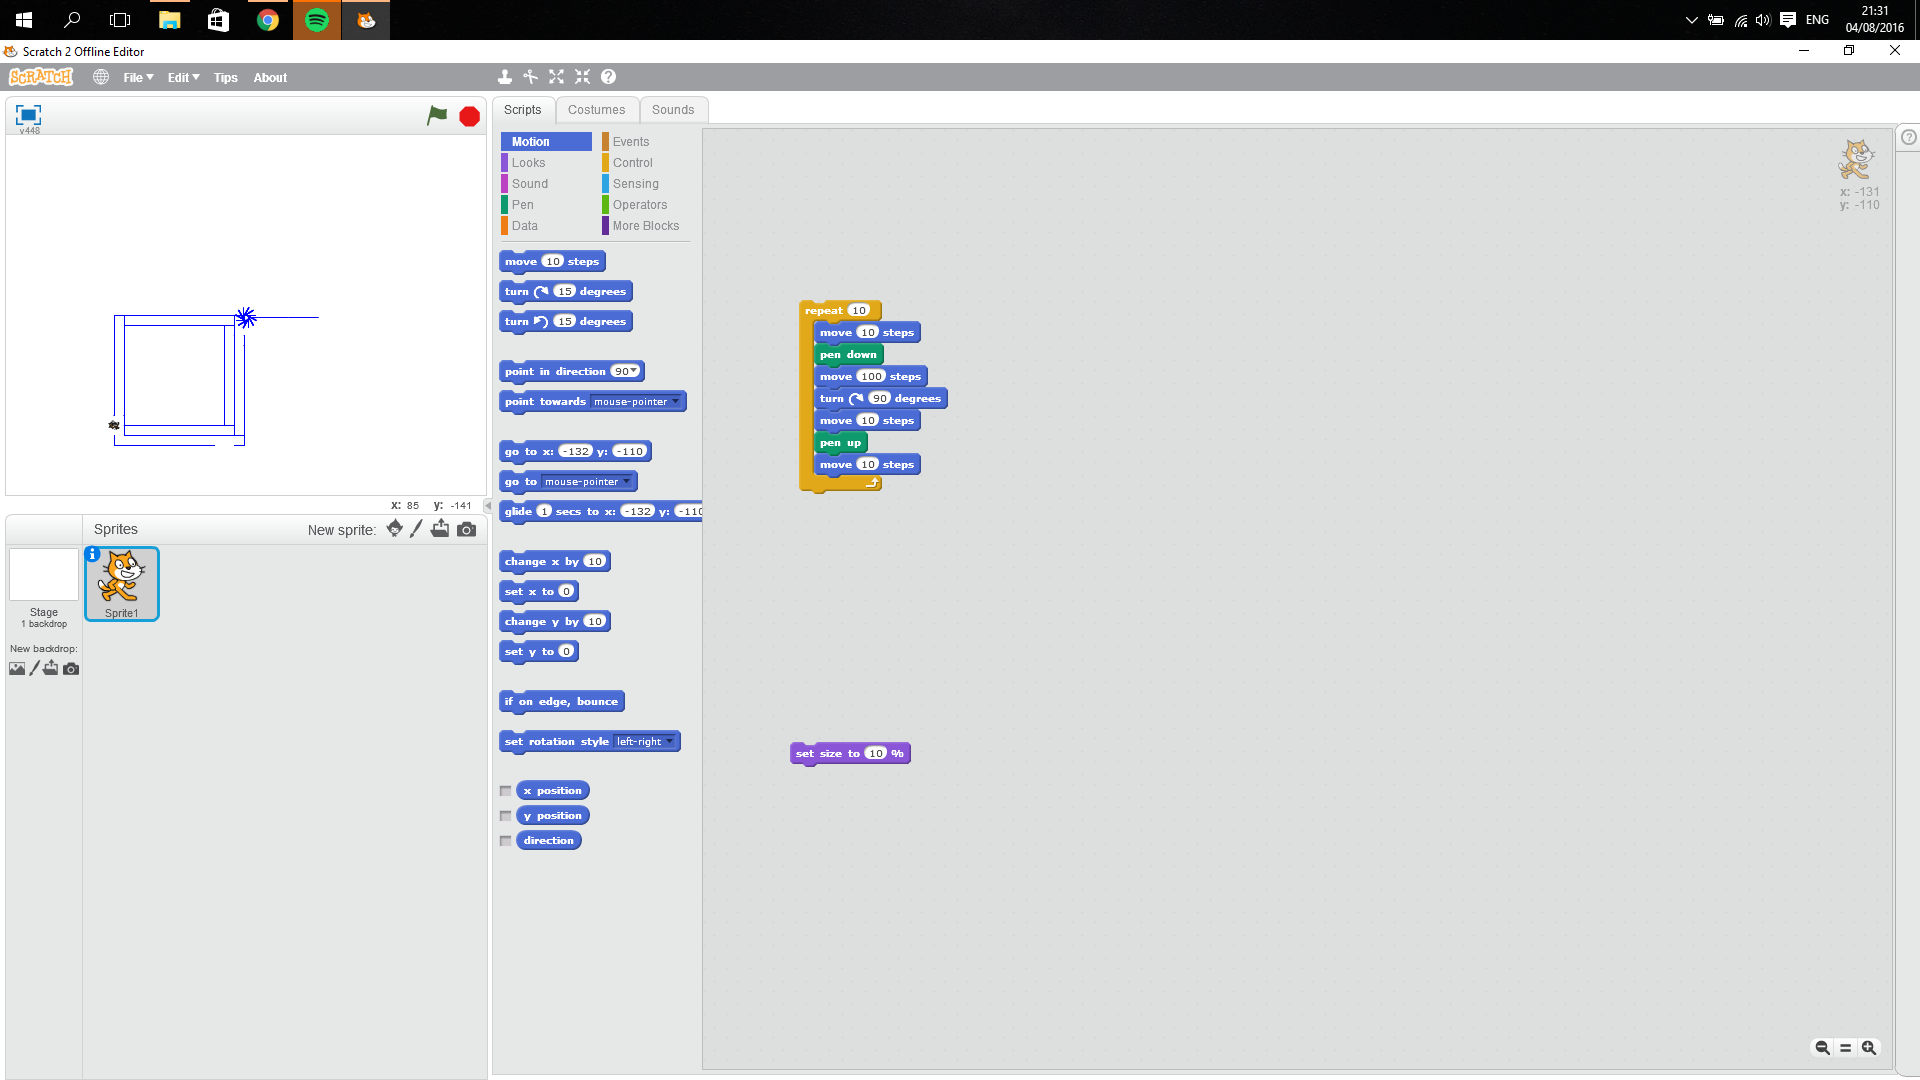 21:31
ENG
04/08/2016
Scratch 2 Offline Editor
SCRATCH
File
Edit
Tips
About
v448
Scripts
Costumes
Sounds
Motion
Events
Looks
Control
Sound
Sensing
Pen
Operators
Data
More Blocks
x: -131
y: -110
move 10 steps
turn 15 degrees
turn 15 degrees
point in direction 90
point towards mouse-pointer
go to x: -132 y: -110
go to mouse-pointer
glide 1 secs to x: -132 y: -110
change x by 10
set x to 0
change y by 10
set y to 0
if on edge, bounce
set rotation style left-right
x position
y position
direction
repeat 10
move 10 steps
pen down
move 100 steps
turn 90 degrees
move 10 steps
pen up
move 10 steps
set size to 10 %
x: 85 y: -141
Sprites
New sprite:
Sprite1
Stage
1 backdrop
New backdrop: